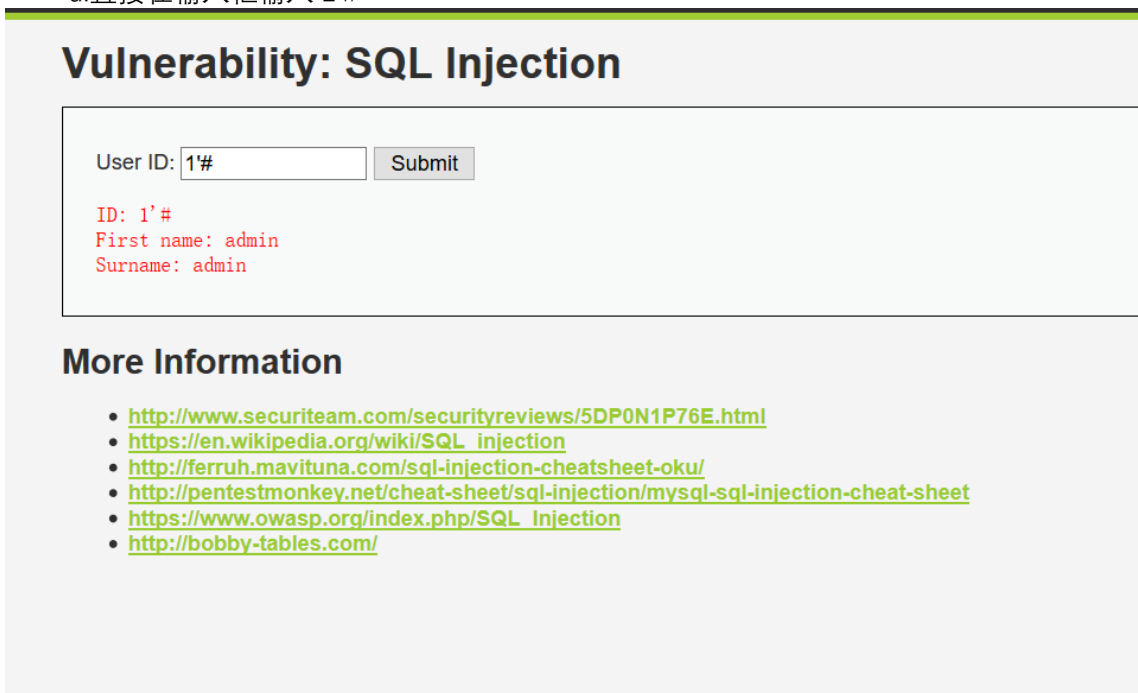 Vulnerability: SQL Injection
User ID: 1'# Submit
ID: 1'#
First name: admin
Surname: admin
More Information
• http://www.securiteam.com/securityreviews/5DP0N1P76E.html
• https://en.wikipedia.org/wiki/SQL_injection
• http://ferruh.mavituna.com/sql-injection-cheatsheet-oku/
• http://pentestmonkey.net/cheat-sheet/sql-injection/mysql-sql-injection-cheat-sheet
• https://www.owasp.org/index.php/SQL_Injection
• http://bobby-tables.com/